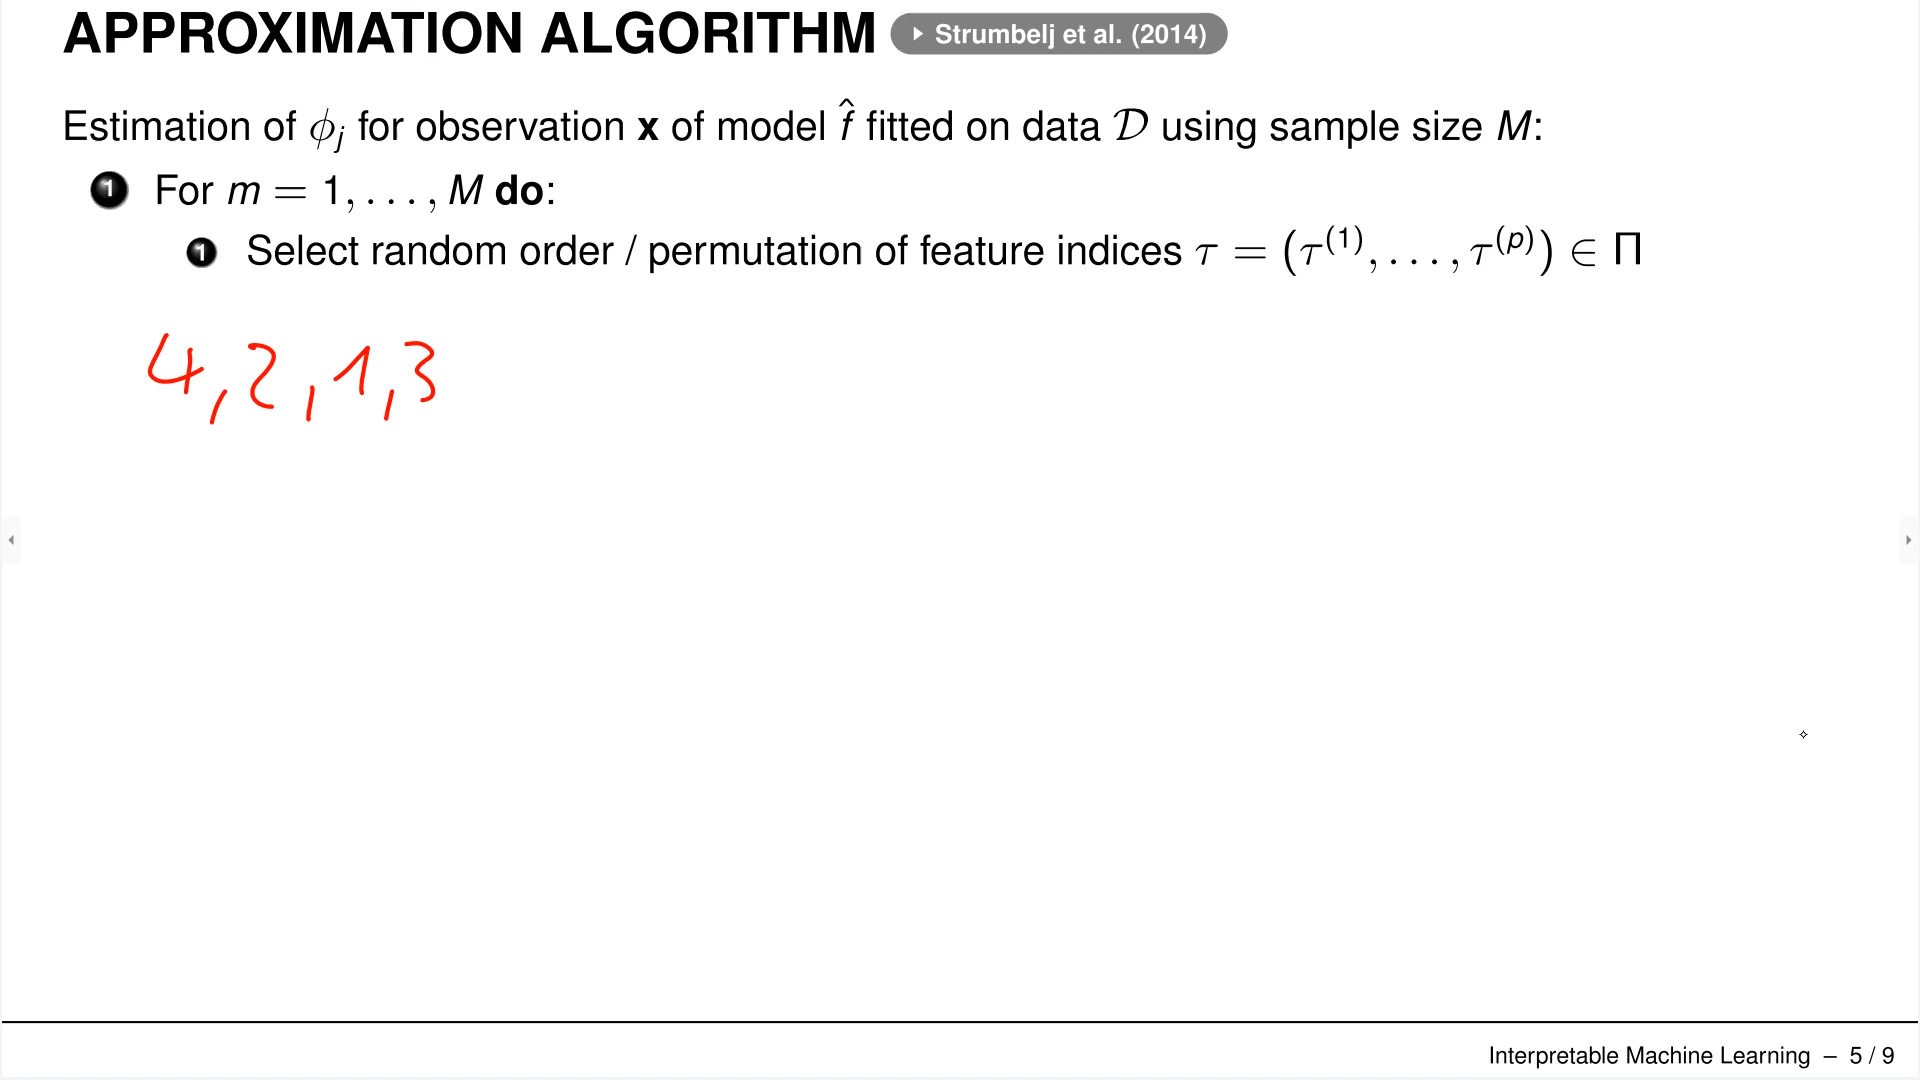 APPROXIMATION ALGORITHM ▸ Strumbelj et al. (2014)
Estimation of ϕⱼ for observation x of model f̂ fitted on data 𝒟 using sample size M:
1 For m = 1, . . . , M do:
1 Select random order / permutation of feature indices τ = (τ⁽¹⁾, . . . , τ⁽ᵖ⁾) ∈ Π
4, 2, 1, 3
Interpretable Machine Learning – 5 / 9